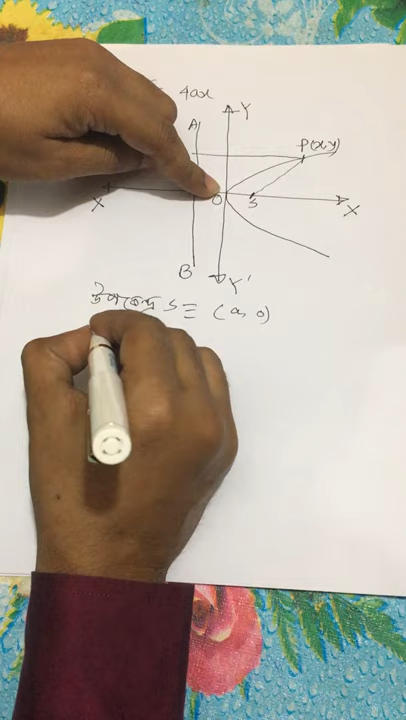 = 4ax
Y
A
P(x,y)
X
O
S
X
B
Y'
উপকেন্দ্র S ≡ (a, 0)